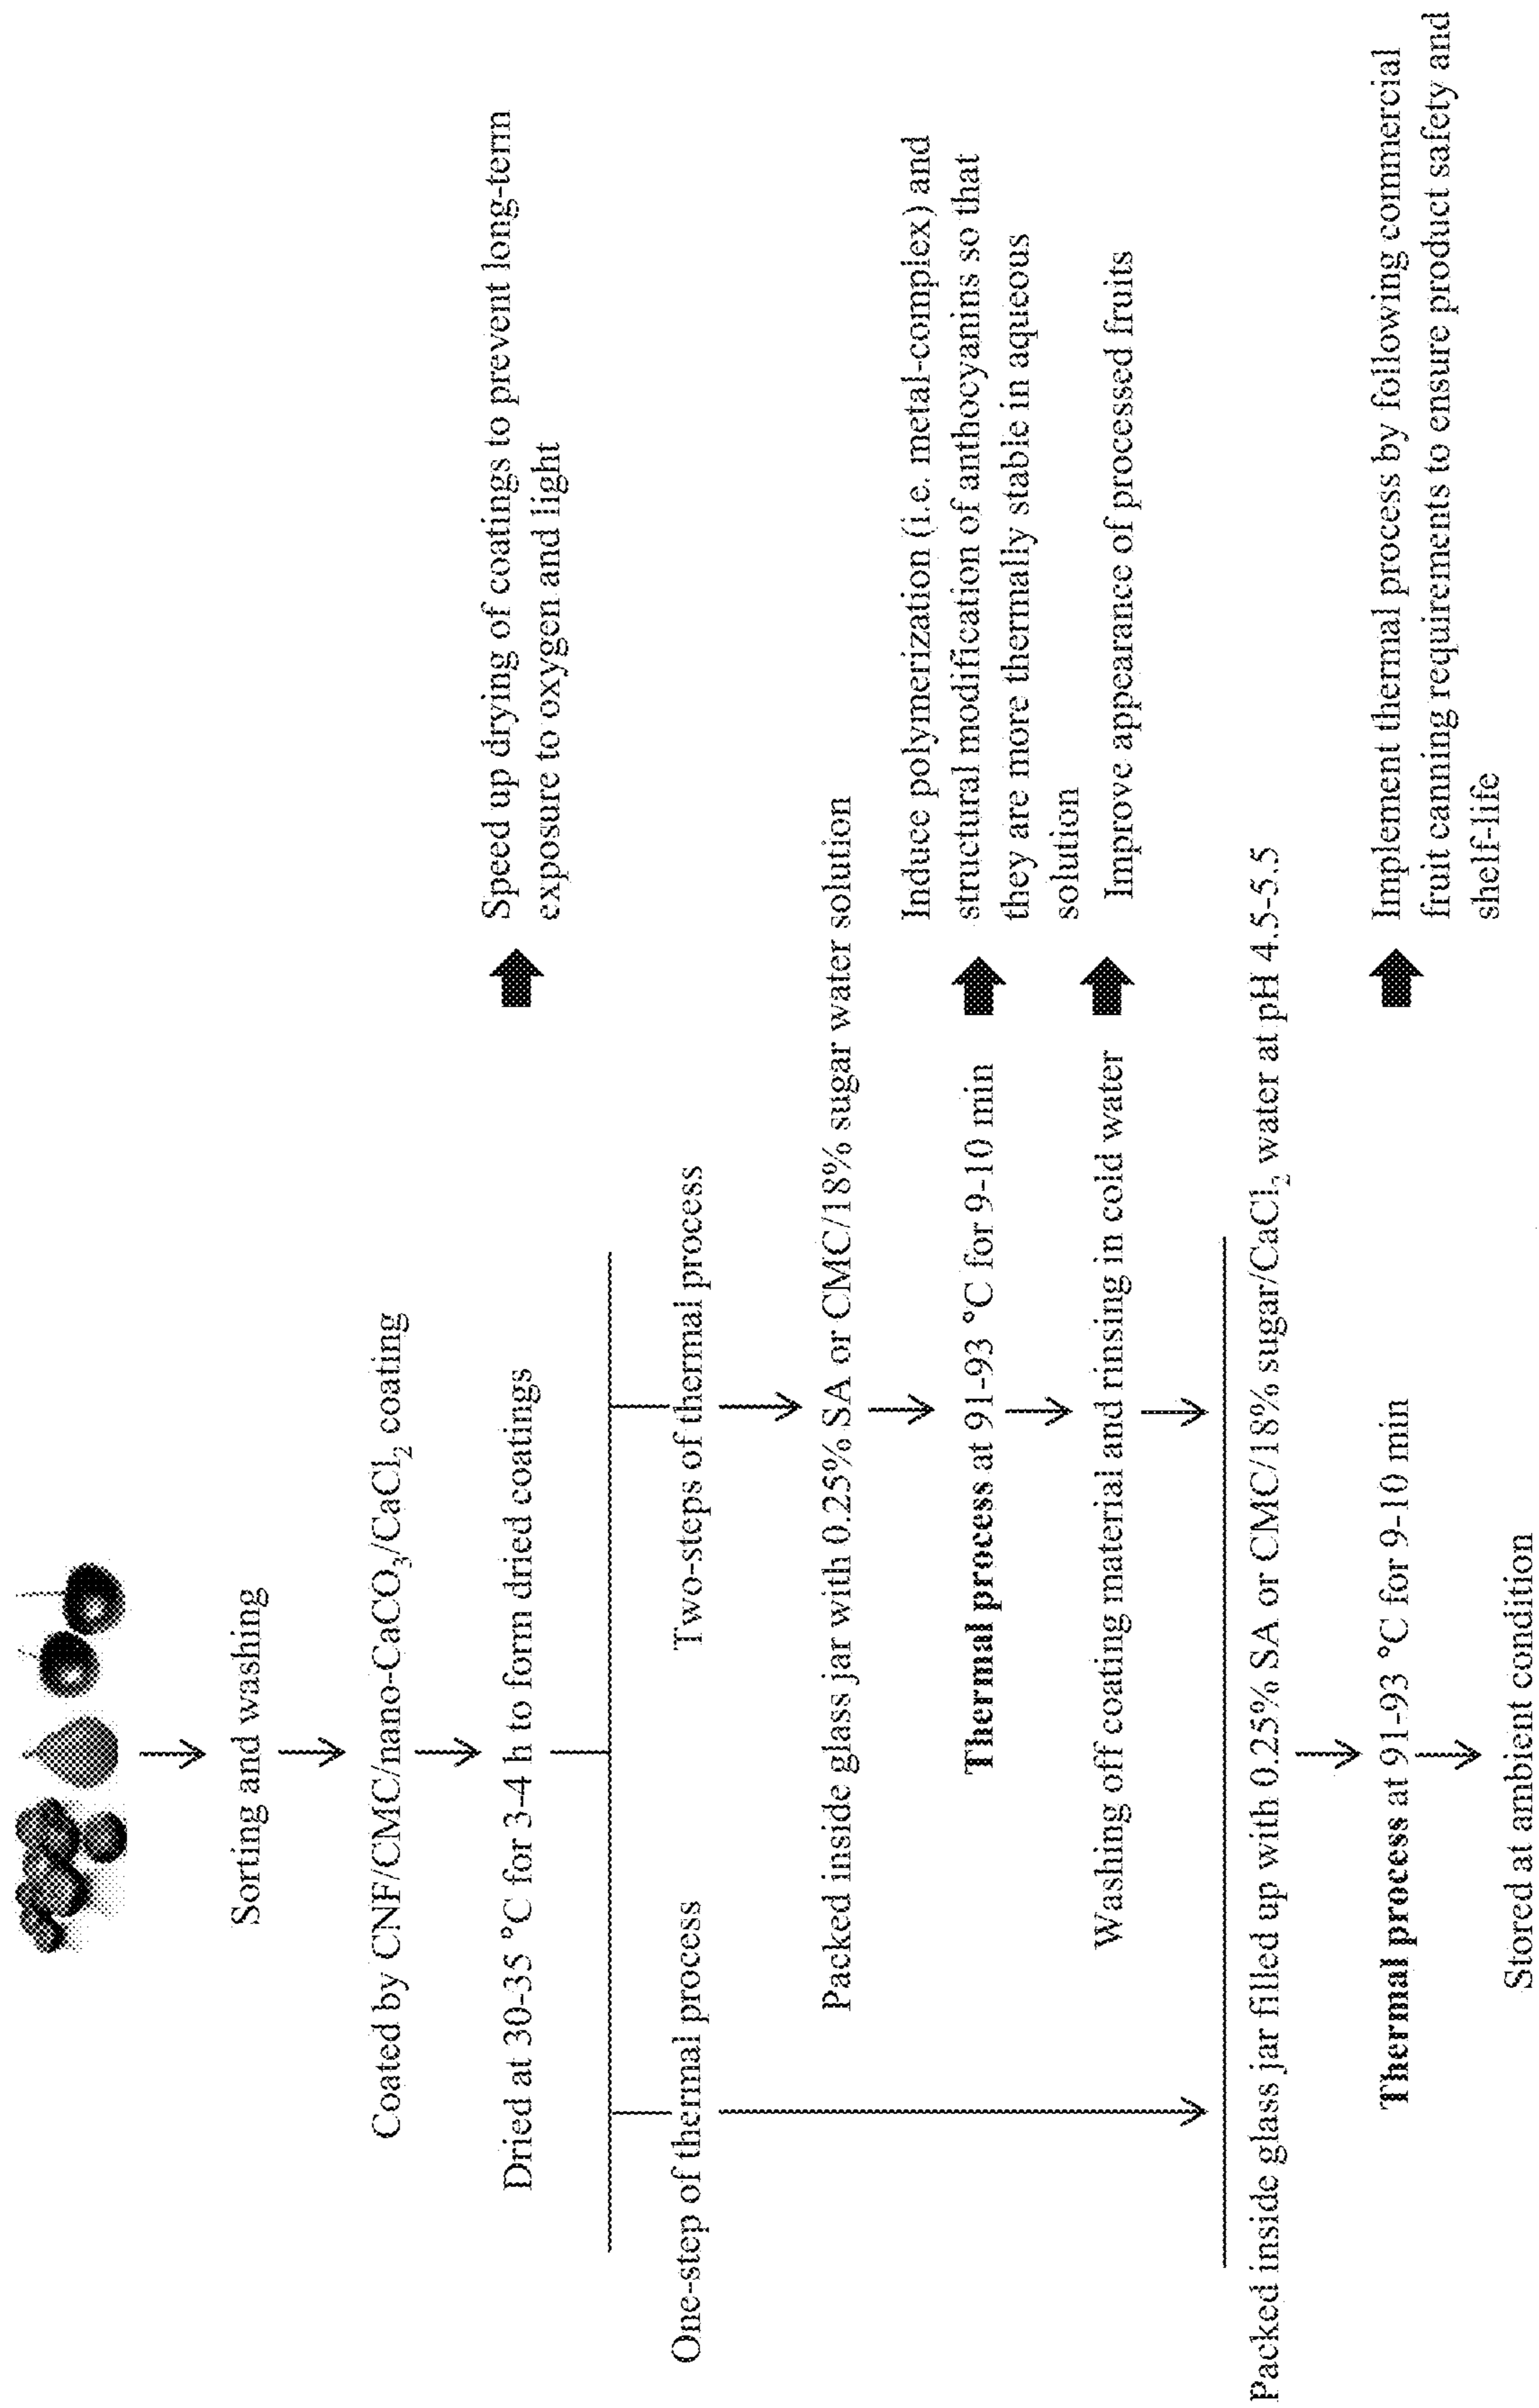 Sorting and washing
Coated by CNF/CMC/nano-CaCO₃/CaCl₂ coating
Dried at 30-35 °C for 3-4 h to form dried coatings
Speed up drying of coatings to prevent long-term
exposure to oxygen and light
One-step of thermal process
Two-steps of thermal process
Packed inside glass jar with 0.25% SA or CMC/18% sugar water solution
Thermal process at 91-93 °C for 9-10 min
Induce polymerization (i.e. metal-complex) and
structural modification of anthocyanins so that
they are more thermally stable in aqueous
solution
Washing off coating material and rinsing in cold water
Improve appearance of processed fruits
Packed inside glass jar filled up with 0.25% SA or CMC/18% sugar/CaCl₂ water at pH 4.5-5.5
Thermal process at 91-93 °C for 9-10 min
Implement thermal process by following commercial
fruit canning requirements to ensure product safety and
shelf-life
Stored at ambient condition